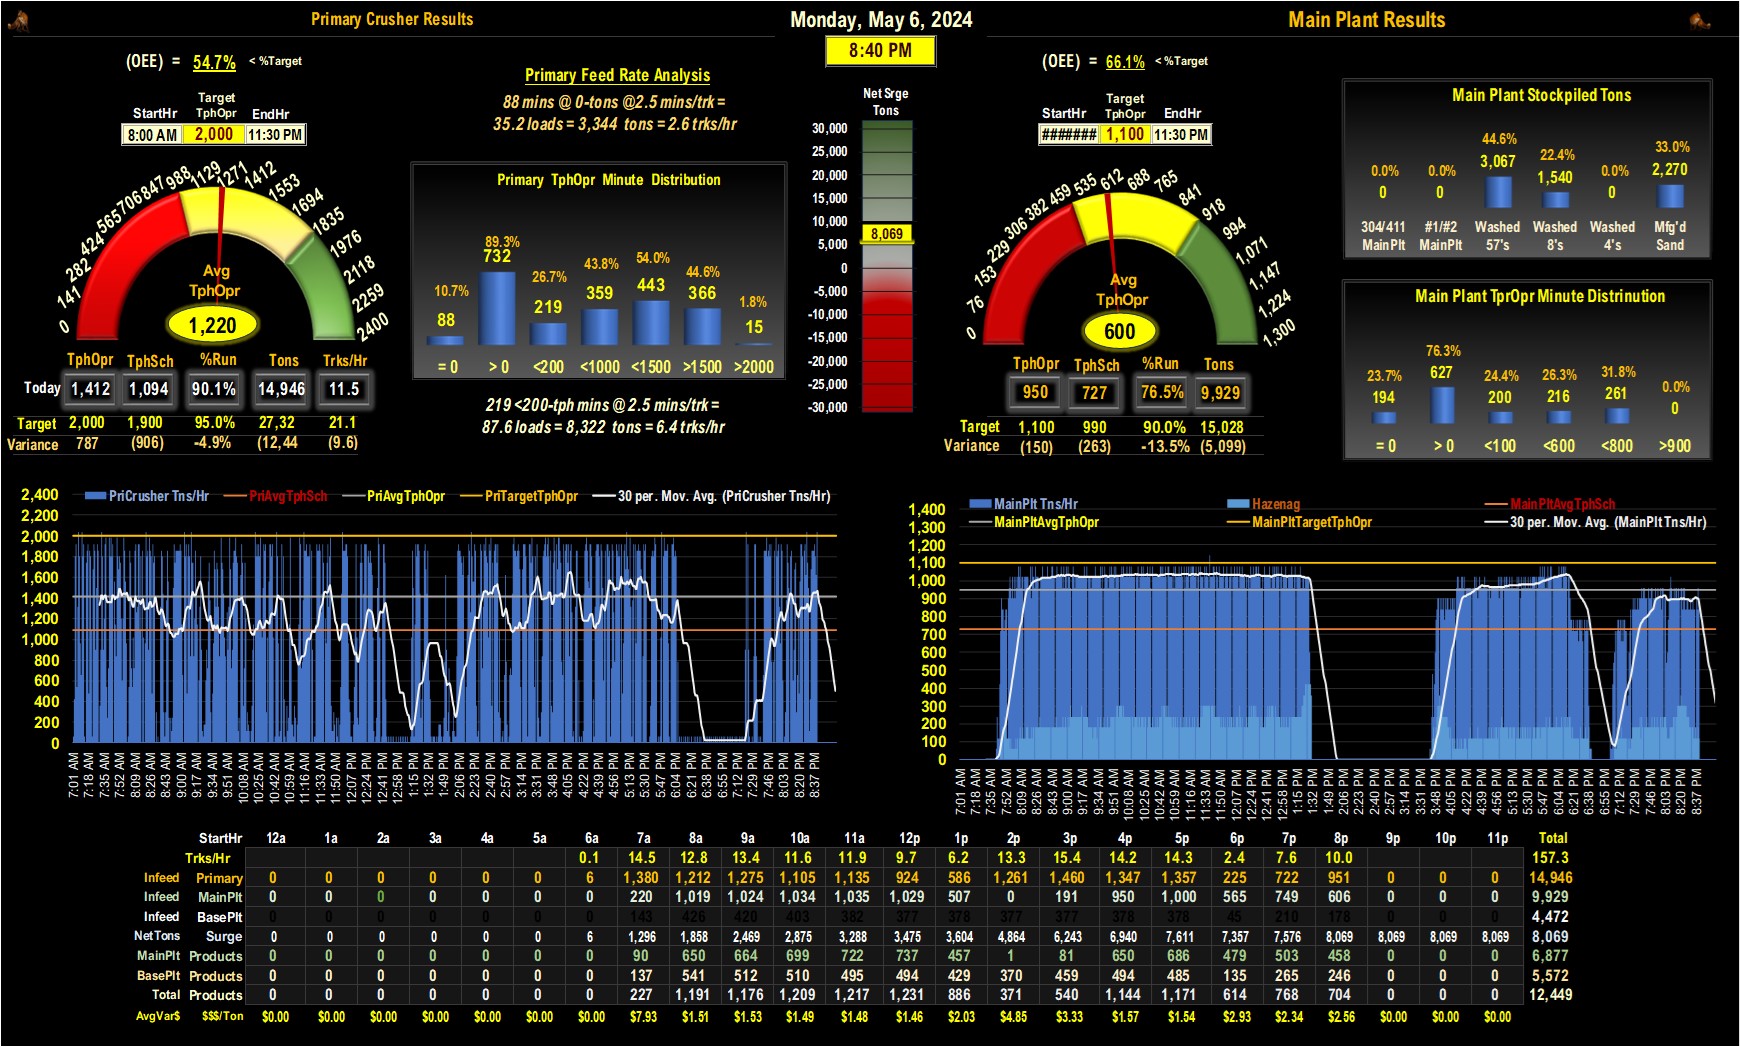 Primary Crusher Results
Monday, May 6, 2024
Main Plant Results
8:40 PM
(OEE) = 54.7% < %Target
StartHr Target TphOpr EndHr
8:00 AM 2,000 11:30 PM
0 141 282 424 565 706 847 988 1129 1271 1412 1553 1694 1835 1976 2118 2259 2400
Avg
TphOpr
1,220
TphOpr TphSch %Run Tons Trks/Hr
Today 1,412 1,094 90.1% 14,946 11.5
Target 2,000 1,900 95.0% 27,32 21.1
Variance 787 (906) -4.9% (12,44 (9.6)
Primary Feed Rate Analysis
88 mins @ 0-tons @2.5 mins/trk =
35.2 loads = 3,344 tons = 2.6 trks/hr
Primary TphOpr Minute Distribution
10.7% 89.3% 26.7% 43.8% 54.0% 44.6% 1.8%
88 732 219 359 443 366 15
= 0 > 0 <200 <1000 <1500 >1500 >2000
219 <200-tph mins @ 2.5 mins/trk =
87.6 loads = 8,322 tons = 6.4 trks/hr
Net Srge
Tons
30,000
25,000
20,000
15,000
10,000
8,069
5,000
0
-5,000
-10,000
-15,000
-20,000
-25,000
-30,000
(OEE) = 66.1% < %Target
StartHr Target TphOpr EndHr
####### 1,100 11:30 PM
0 76 153 229 306 382 459 535 612 688 765 841 918 994 1,071 1,147 1,224 1,300
Avg
TphOpr
600
TphOpr TphSch %Run Tons
950 727 76.5% 9,929
Target 1,100 990 90.0% 15,028
Variance (150) (263) -13.5% (5,099)
Main Plant Stockpiled Tons
0.0% 0.0% 44.6% 22.4% 0.0% 33.0%
0 0 3,067 1,540 0 2,270
304/411 #1/#2 Washed Washed Washed Mfg'd
MainPlt MainPlt 57's 8's 4's Sand
Main Plant TprOpr Minute Distrinution
23.7% 76.3% 24.4% 26.3% 31.8% 0.0%
194 627 200 216 261 0
= 0 > 0 <100 <600 <800 >900
PriCrusher Tns/Hr PriAvgTphSch PriAvgTphOpr PriTargetTphOpr 30 per. Mov. Avg. (PriCrusher Tns/Hr)
2,400
2,200
2,000
1,800
1,600
1,400
1,200
1,000
800
600
400
200
0
7:01 AM 7:18 AM 7:35 AM 7:52 AM 8:09 AM 8:26 AM 8:43 AM 9:00 AM 9:17 AM 9:34 AM 9:51 AM 10:08 AM 10:25 AM 10:42 AM 10:59 AM 11:16 AM 11:33 AM 11:50 AM 12:07 PM 12:24 PM 12:41 PM 12:58 PM 1:15 PM 1:32 PM 1:49 PM 2:06 PM 2:23 PM 2:40 PM 2:57 PM 3:14 PM 3:31 PM 3:48 PM 4:05 PM 4:22 PM 4:39 PM 4:56 PM 5:13 PM 5:30 PM 5:47 PM 6:04 PM 6:21 PM 6:38 PM 6:55 PM 7:12 PM 7:29 PM 7:46 PM 8:03 PM 8:20 PM 8:37 PM
MainPlt Tns/Hr Hazenag MainPltAvgTphSch
MainPltAvgTphOpr MainPltTargetTphOpr 30 per. Mov. Avg. (MainPlt Tns/Hr)
1,400
1,300
1,200
1,100
1,000
900
800
700
600
500
400
300
200
100
0
7:01 AM 7:18 AM 7:35 AM 7:52 AM 8:09 AM 8:26 AM 8:43 AM 9:00 AM 9:17 AM 9:34 AM 9:51 AM 10:08 AM 10:25 AM 10:42 AM 10:59 AM 11:16 AM 11:33 AM 11:50 AM 12:07 PM 12:24 PM 12:41 PM 12:58 PM 1:15 PM 1:32 PM 1:49 PM 2:06 PM 2:23 PM 2:40 PM 2:57 PM 3:14 PM 3:31 PM 3:48 PM 4:05 PM 4:22 PM 4:39 PM 4:56 PM 5:13 PM 5:30 PM 5:47 PM 6:04 PM 6:21 PM 6:38 PM 6:55 PM 7:12 PM 7:29 PM 7:46 PM 8:03 PM 8:20 PM 8:37 PM
StartHr 12a 1a 2a 3a 4a 5a 6a 7a 8a 9a 10a 11a 12p 1p 2p 3p 4p 5p 6p 7p 8p 9p 10p 11p Total
Trks/Hr 0.1 14.5 12.8 13.4 11.6 11.9 9.7 6.2 13.3 15.4 14.2 14.3 2.4 7.6 10.0 157.3
Infeed Primary 0 0 0 0 0 0 6 1,380 1,212 1,275 1,105 1,135 924 586 1,261 1,460 1,347 1,357 225 722 951 0 0 0 14,946
Infeed MainPlt 0 0 0 0 0 0 0 220 1,019 1,024 1,034 1,035 1,029 507 0 191 950 1,000 565 749 606 0 0 0 9,929
Infeed BasePlt 0 0 0 0 0 0 0 143 426 420 403 382 377 378 377 377 378 378 45 210 178 0 0 0 4,472
NetTons Surge 0 0 0 0 0 0 6 1,296 1,858 2,469 2,875 3,288 3,475 3,604 4,864 6,243 6,940 7,611 7,357 7,576 8,069 8,069 8,069 8,069 8,069
MainPlt Products 0 0 0 0 0 0 0 90 650 664 699 722 737 457 1 81 650 686 479 503 458 0 0 0 6,877
BasePlt Products 0 0 0 0 0 0 0 137 541 512 510 495 494 429 370 459 494 485 135 265 246 0 0 0 5,572
Total Products 0 0 0 0 0 0 0 227 1,191 1,176 1,209 1,217 1,231 886 371 540 1,144 1,171 614 768 704 0 0 0 12,449
AvgVar$ $$$/Ton $0.00 $0.00 $0.00 $0.00 $0.00 $0.00 $0.00 $7.93 $1.51 $1.53 $1.49 $1.48 $1.46 $2.03 $4.85 $3.33 $1.57 $1.54 $2.93 $2.34 $2.56 $0.00 $0.00 $0.00